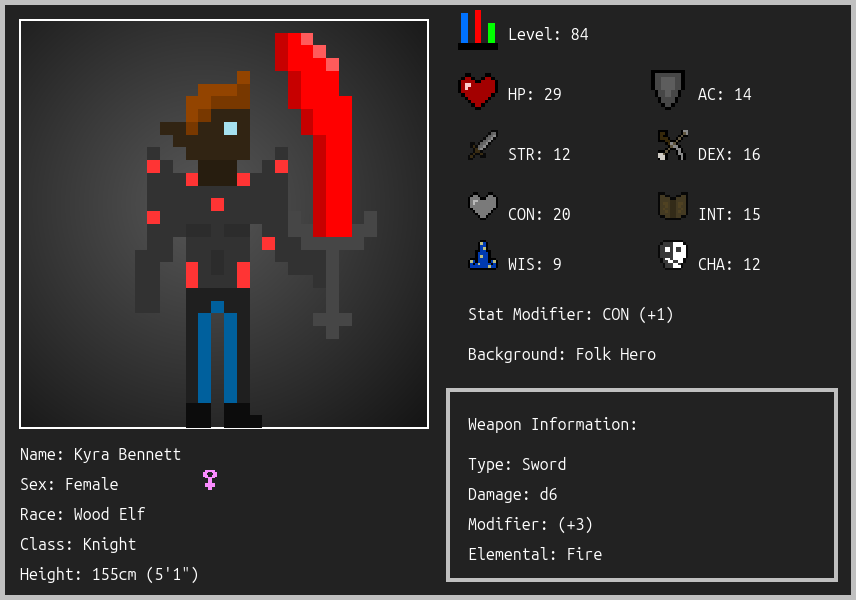 Level: 84
HP: 29
AC: 14
STR: 12
DEX: 16
CON: 20
INT: 15
WIS: 9
CHA: 12
Stat Modifier: CON (+1)
Background: Folk Hero
Weapon Information:
Type: Sword
Damage: d6
Modifier: (+3)
Elemental: Fire
Name: Kyra Bennett
Sex: Female
Race: Wood Elf
Class: Knight
Height: 155cm (5'1")